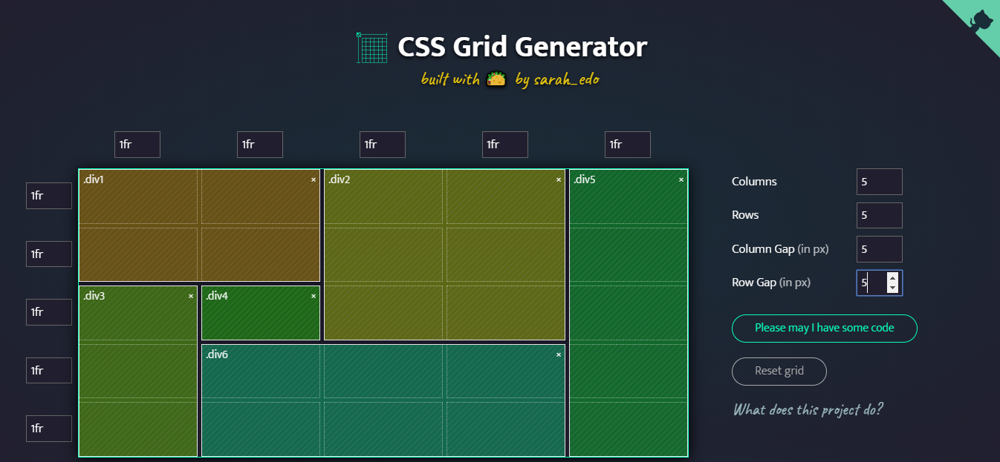 CSS Grid Generator
built with 🌮 by sarah_edo
1fr 1fr 1fr 1fr 1fr
.div1 × .div2 × .div5 ×
Columns 5
1fr
Rows 5
Column Gap (in px) 5
1fr
Row Gap (in px) 5
.div3 × .div4 ×
1fr
Please may I have some code
.div6 ×
1fr
Reset grid
What does this project do?
1fr